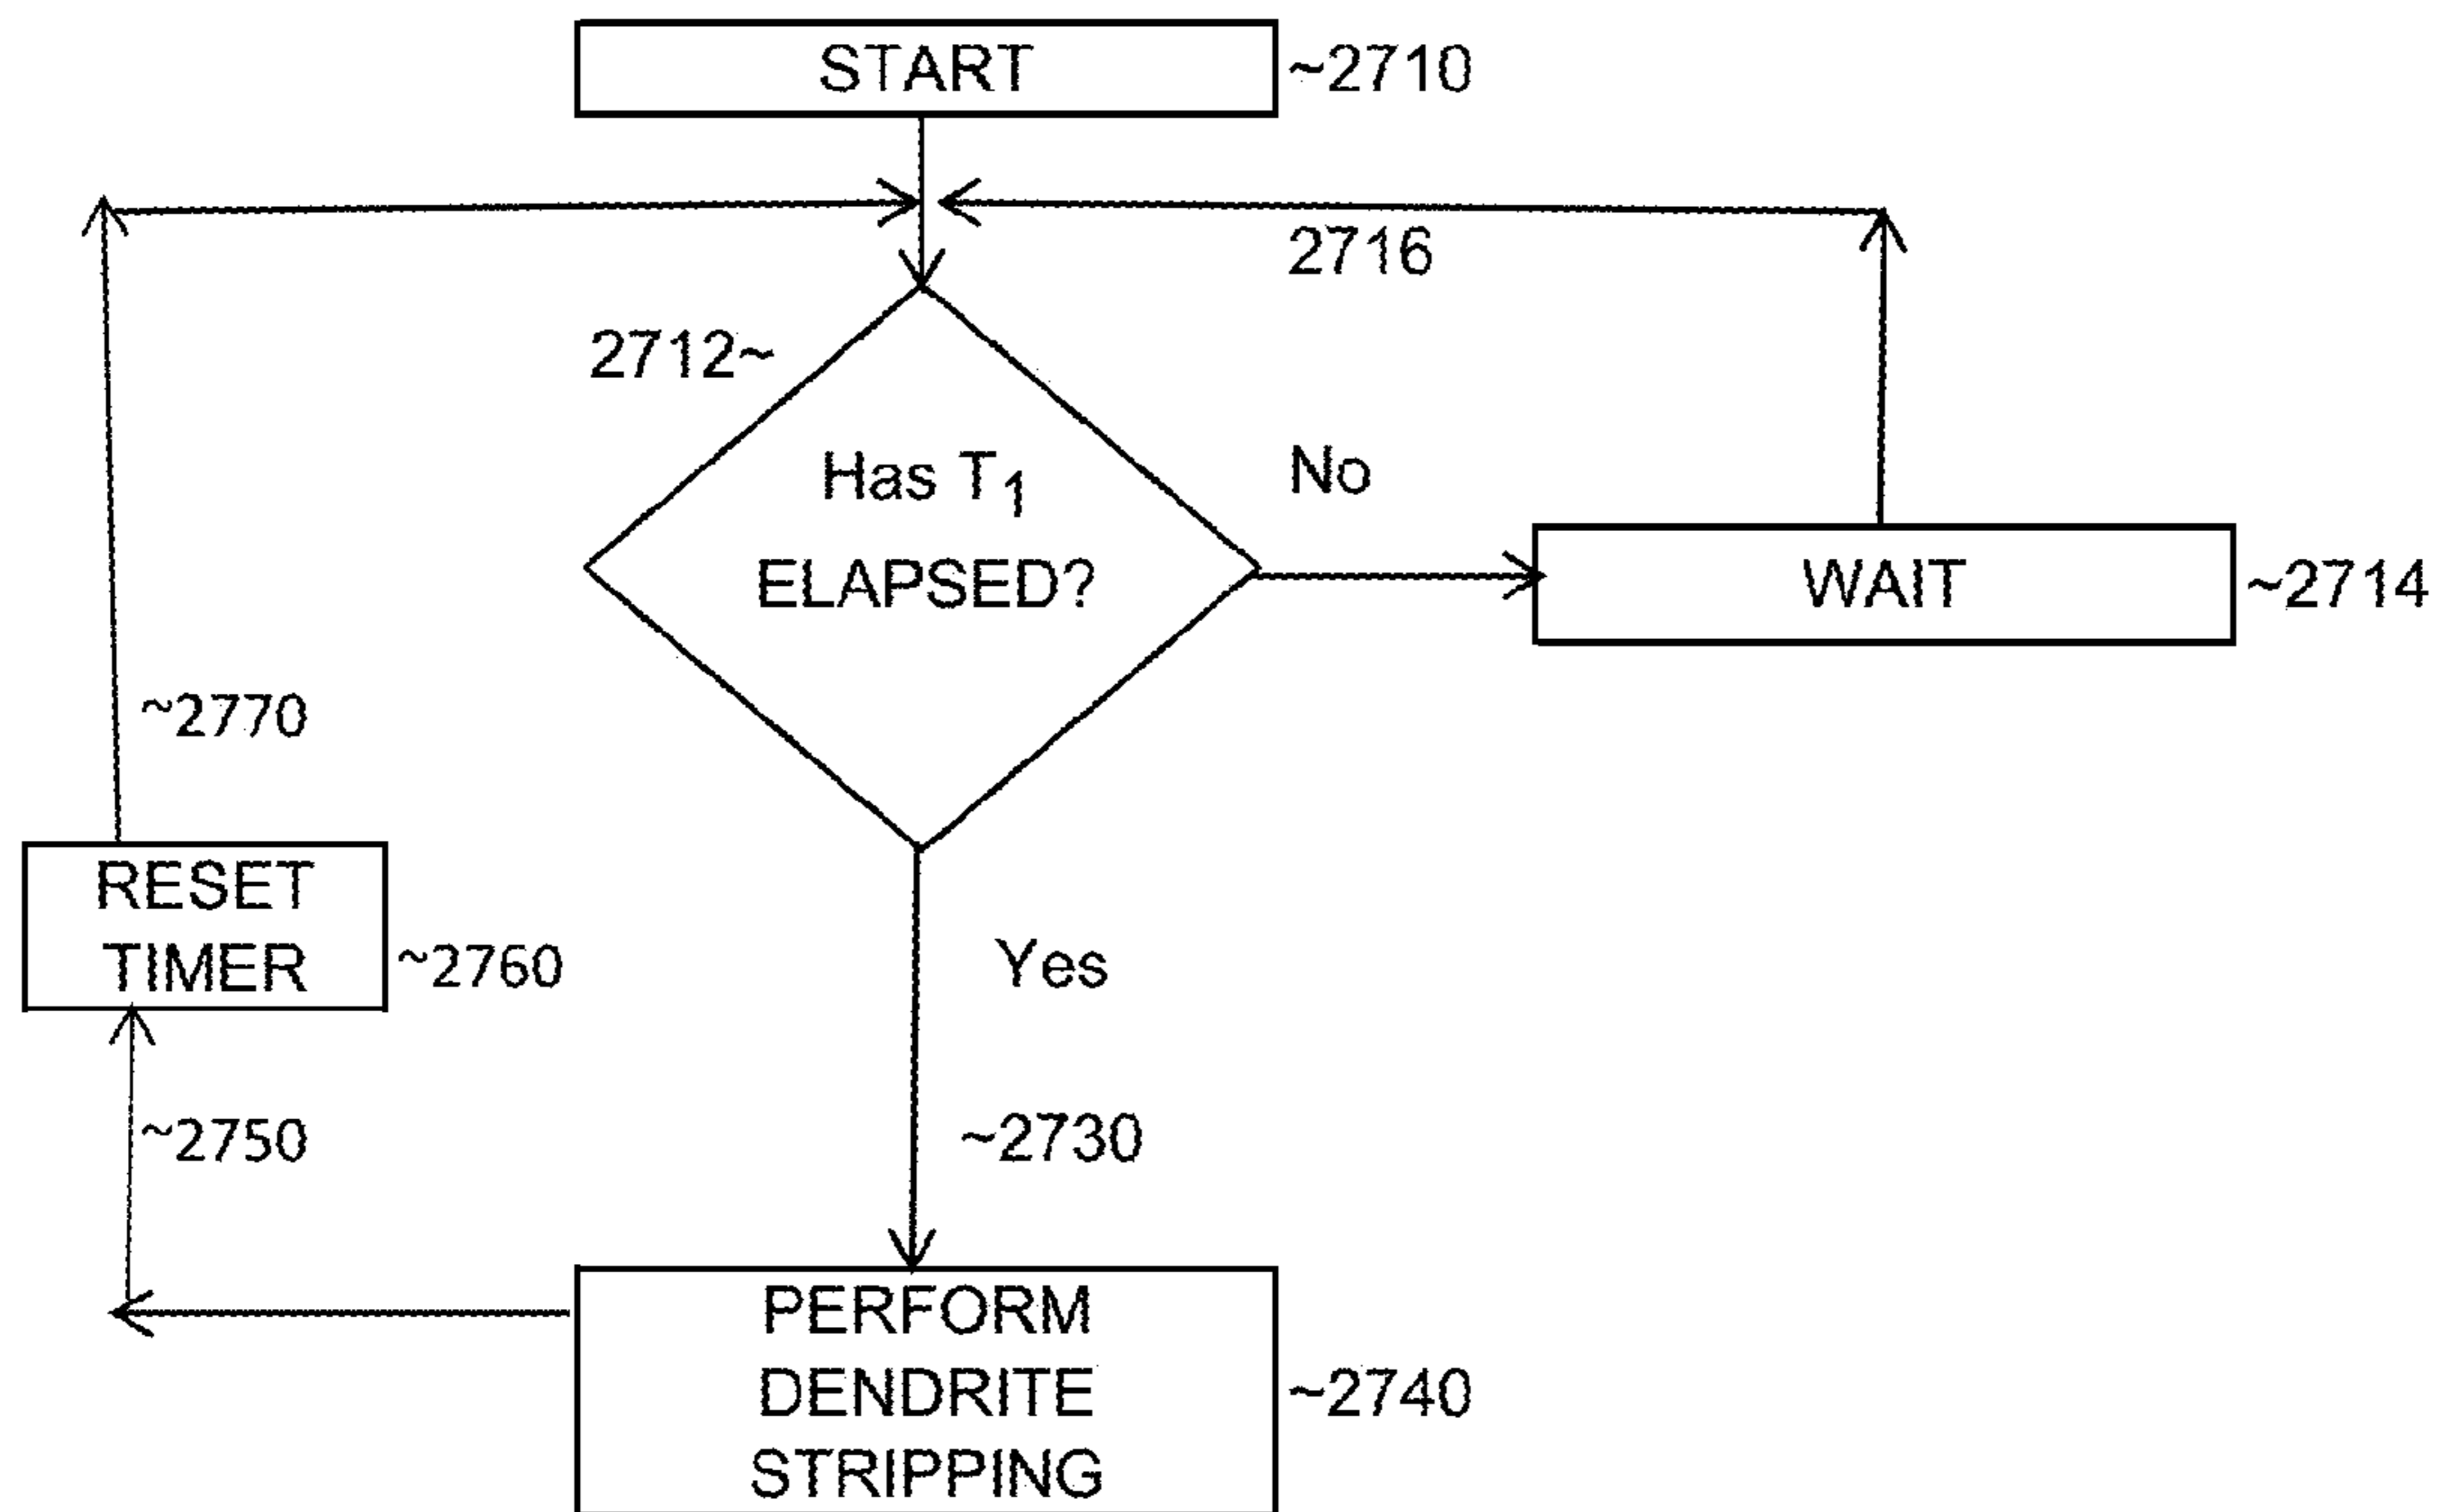 START ~2710
2716
2712~
Has T1 No
ELAPSED? WAIT ~2714
~2770
RESET
TIMER ~2760
Yes
~2750 ~2730
PERFORM
DENDRITE ~2740
STRIPPING